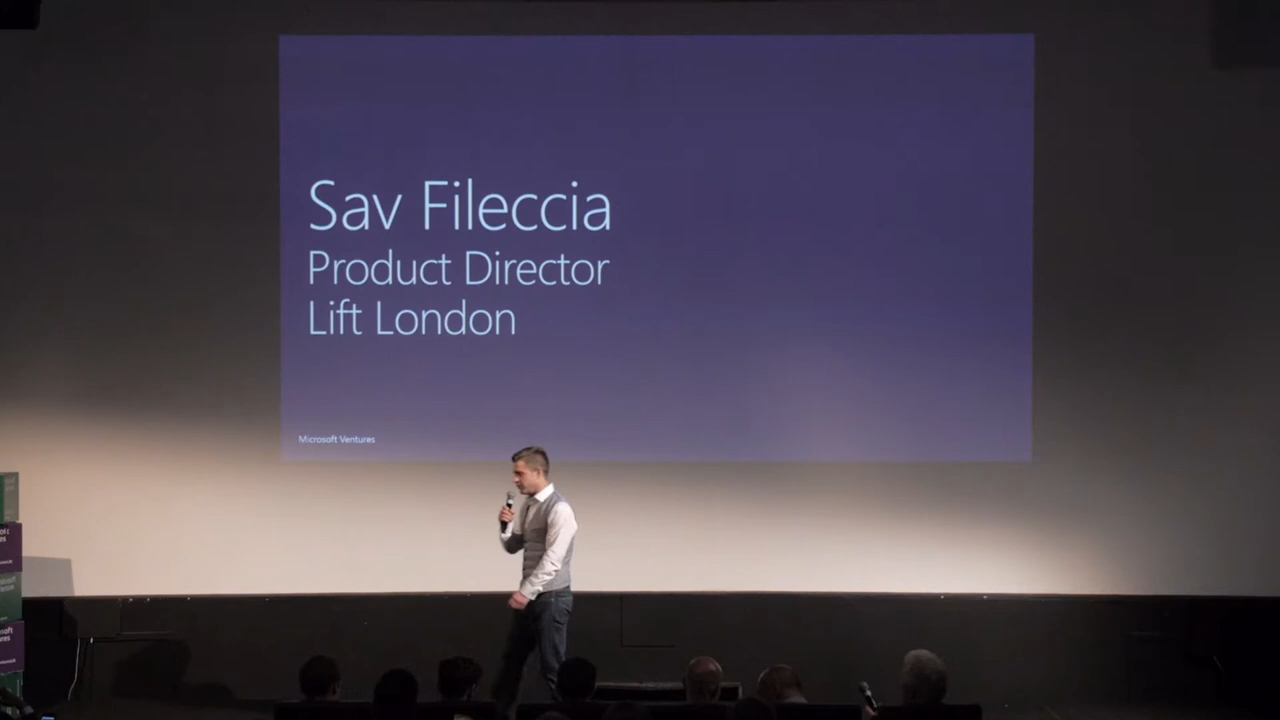 Sav Fileccia
Product Director
Lift London
Microsoft Ventures